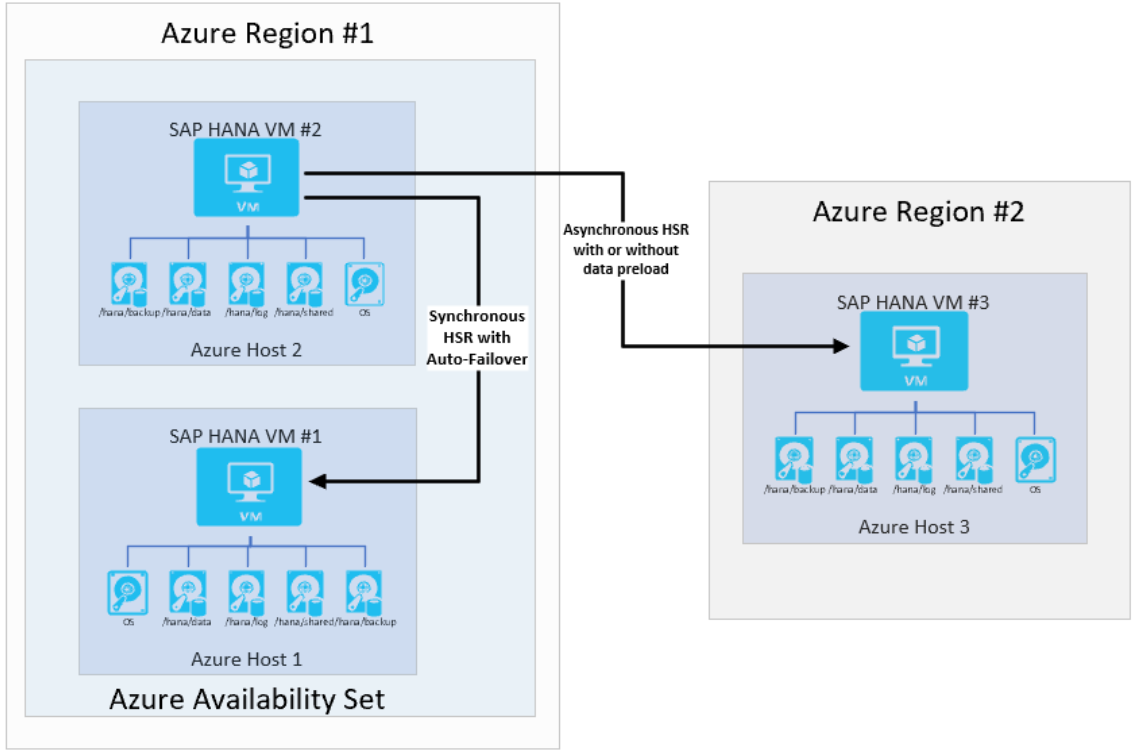 Azure Region #1
SAP HANA VM #2
VM
/hana/backup /hana/data /hana/log /hana/shared OS
Azure Host 2
Synchronous
HSR with
Auto-Failover
SAP HANA VM #1
VM
OS /hana/data /hana/log /hana/shared /hana/backup
Azure Host 1
Azure Availability Set
Asynchronous HSR
with or without
data preload
Azure Region #2
SAP HANA VM #3
VM
/hana/backup /hana/data /hana/log /hana/shared OS
Azure Host 3